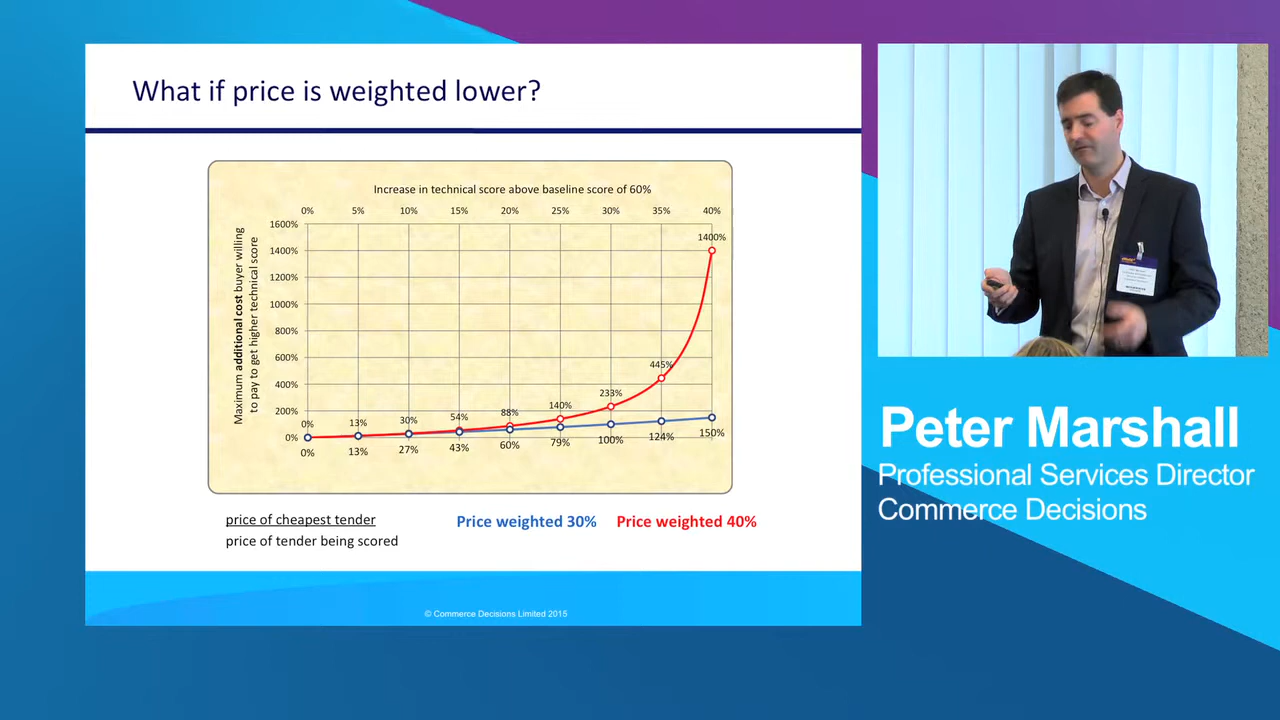 What if price is weighted lower?
Increase in technical score above baseline score of 60%
0% 5% 10% 15% 20% 25% 30% 35% 40%
Maximum additional cost buyer willing
to pay to get higher technical score
1600%
1400%
1200%
1000%
800%
600%
400%
200%
0%
0% 13% 30% 54% 88% 140% 233% 445% 1400%
0% 13% 27% 43% 60% 79% 100% 124% 150%
price of cheapest tender
price of tender being scored
Price weighted 30% Price weighted 40%
© Commerce Decisions Limited 2015
Peter Marshall
Professional Services Director
Commerce Decisions